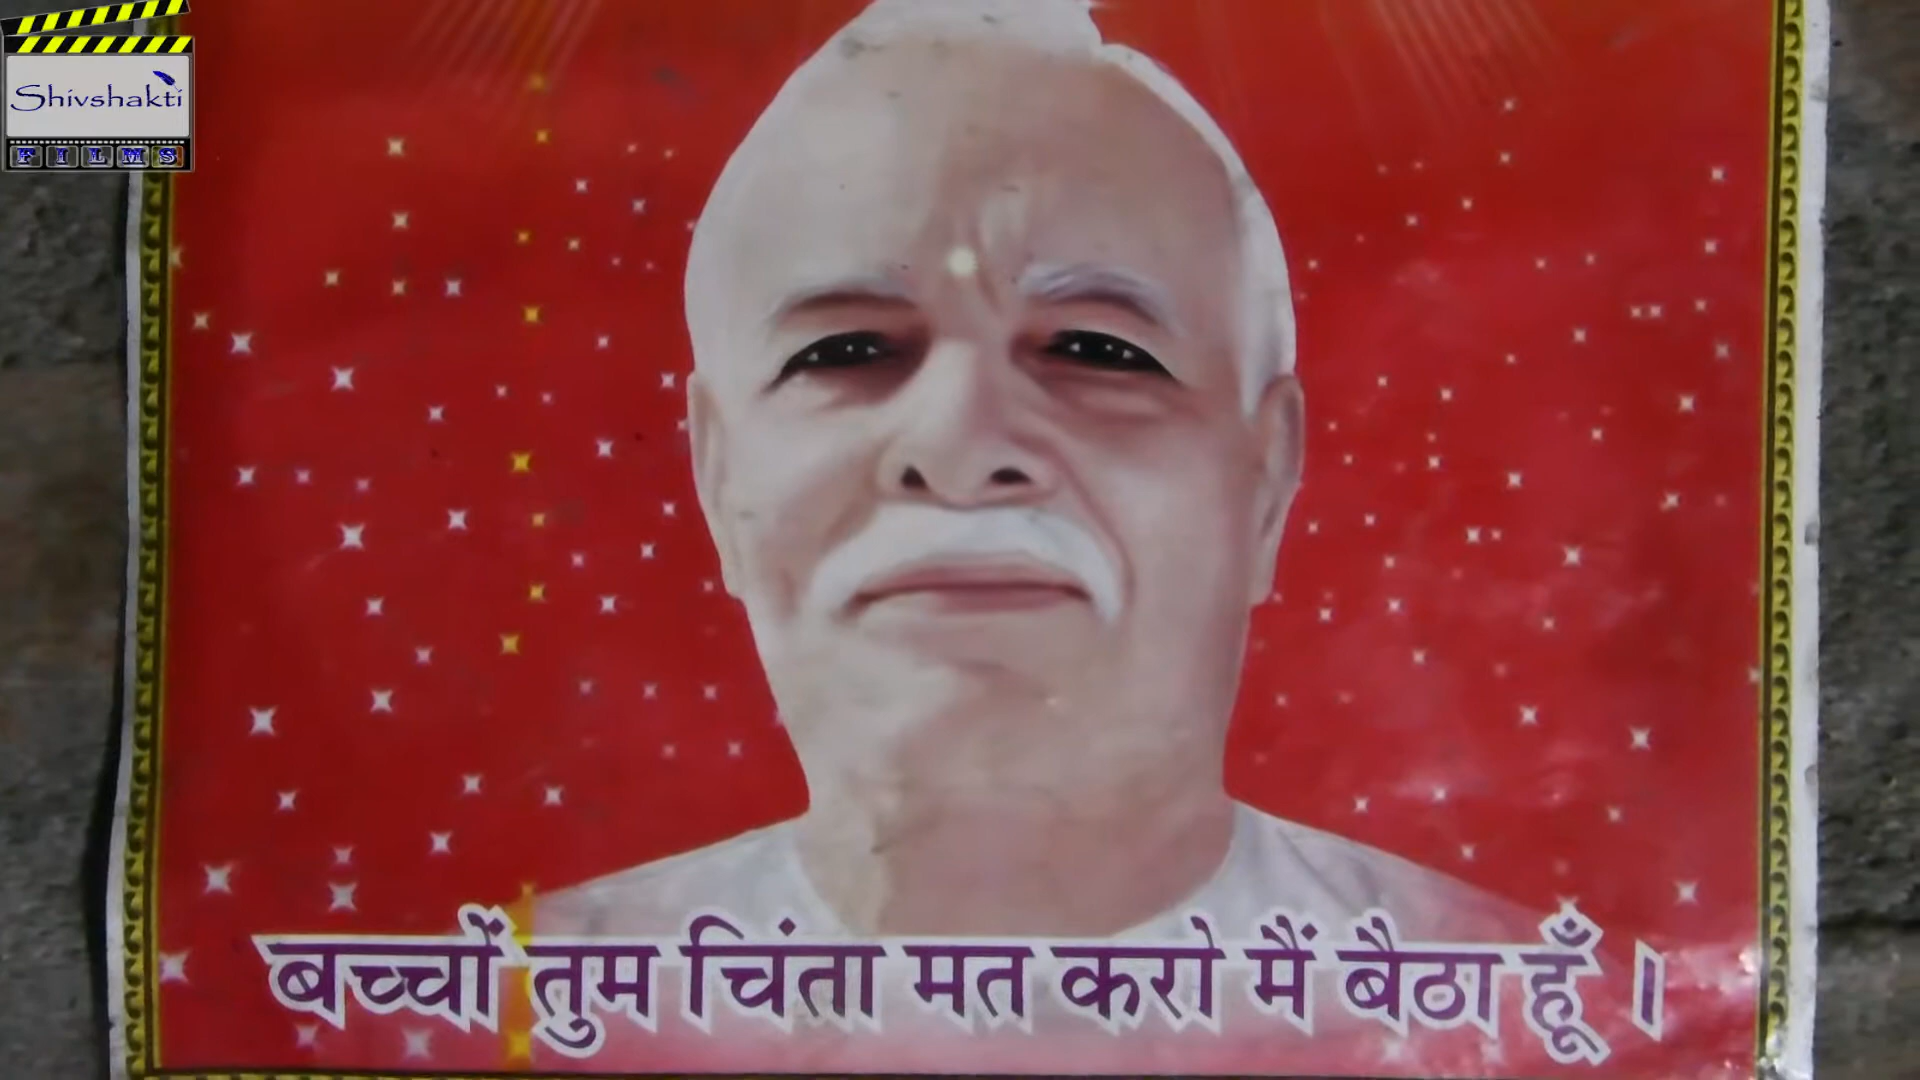 Shivshakti
FILMS
बच्चों तुम चिंता मत करो मैं बैठा हूँ ।